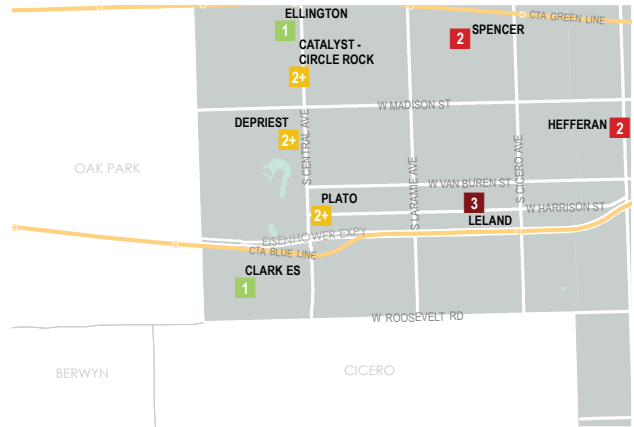 ELLINGTON
1
CTA GREEN LINE
SPENCER
2
CATALYST -
CIRCLE ROCK
2+
W MADISON ST
DEPRIEST
2+
S CENTRAL AVE
HEFFERAN
2
OAK PARK
S LARAMIE AVE
S CICERO AVE
W VAN BUREN ST
PLATO
2+
3
LELAND
W HARRISON ST
EISENHOWER EXPY
CTA BLUE LINE
CLARK ES
1
W ROOSEVELT RD
BERWYN
CICERO